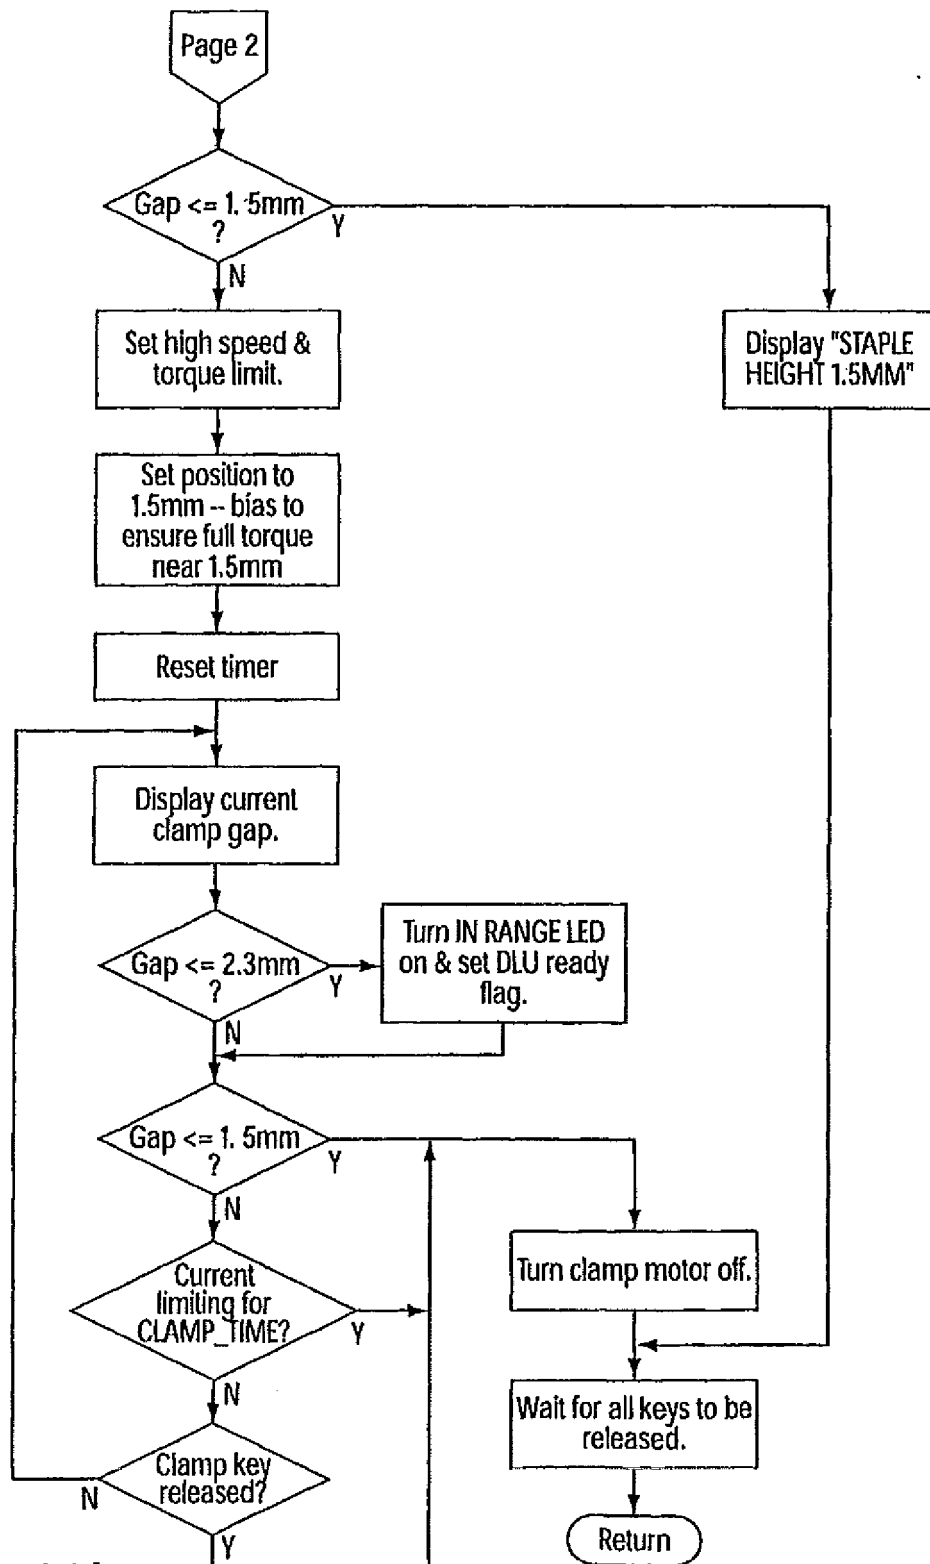 Page 2
Gap <= 1.5mm
?
Y
N
Set high speed &
torque limit.
Display "STAPLE
HEIGHT 1.5MM"
Set position to
1.5mm -- bias to
ensure full torque
near 1.5mm
Reset timer
Display current
clamp gap.
Gap <= 2.3mm
?
Y
N
Turn IN RANGE LED
on & set DLU ready
flag.
Gap <= 1.5mm
?
Y
N
Turn clamp motor off.
Current
limiting for
CLAMP_TIME?
Y
N
Wait for all keys to be
released.
Clamp key
released?
N
Y
Return